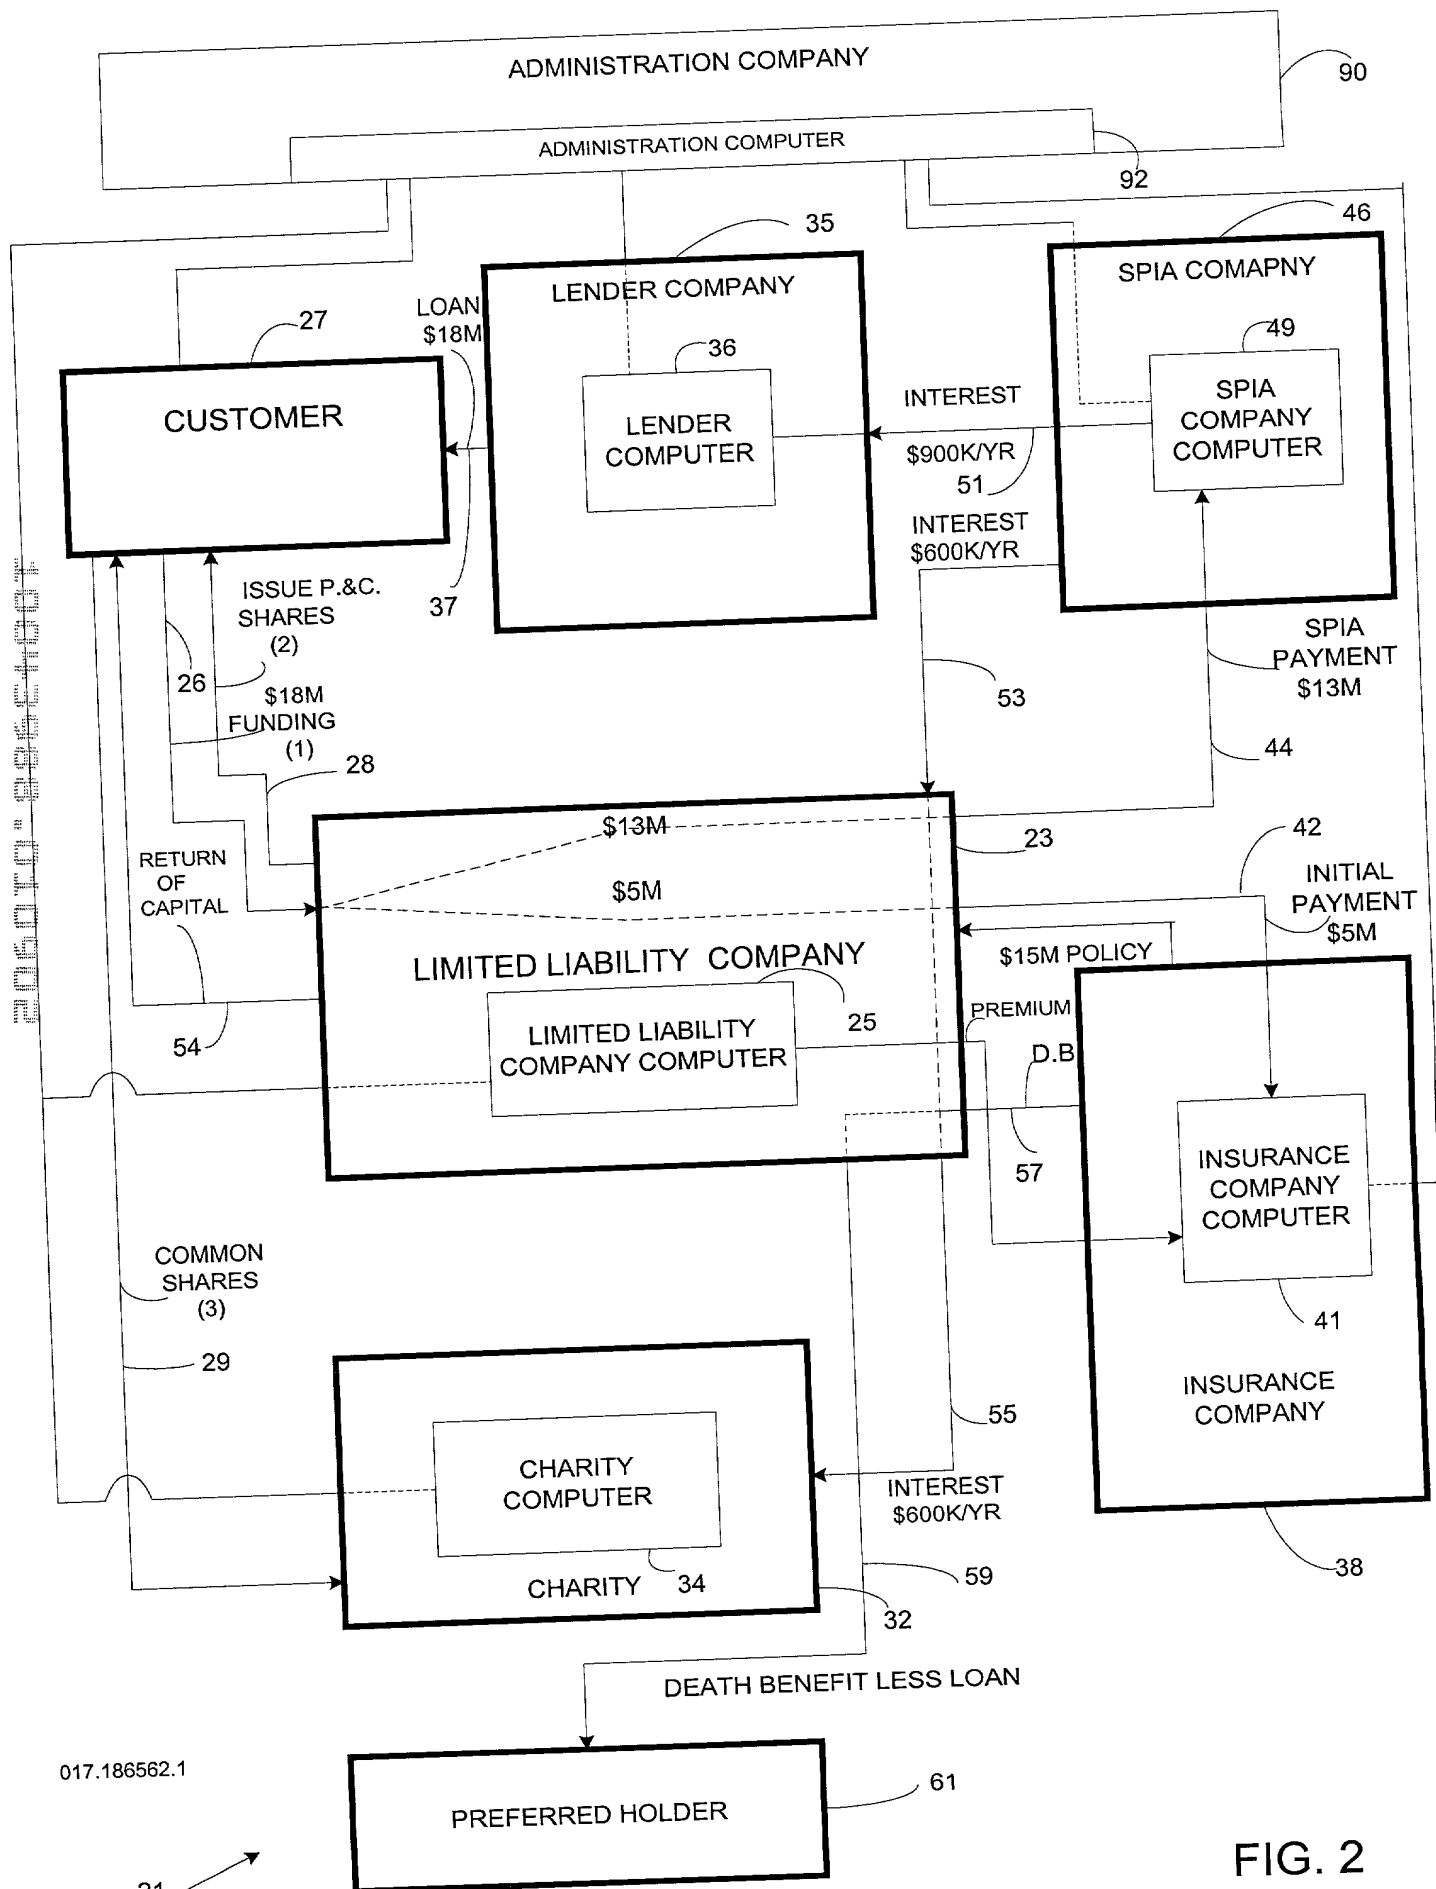 ADMINISTRATION COMPANY
90
ADMINISTRATION COMPUTER
92
35
46
LENDER COMPANY
SPIA COMAPNY
LOAN
$18M
27
36
49
CUSTOMER
LENDER
COMPUTER
SPIA
COMPANY
COMPUTER
INTEREST
$900K/YR
51
INTEREST
$600K/YR
ISSUE P.&C.
SHARES
(2)
37
26
$18M
FUNDING
(1)
28
53
SPIA
PAYMENT
$13M
44
$13M
23
42
RETURN
OF
CAPITAL
$5M
INITIAL
PAYMENT
$5M
LIMITED LIABILITY COMPANY
$15M POLICY
25
PREMIUM
LIMITED LIABILITY
COMPANY COMPUTER
54
D.B
57
INSURANCE
COMPANY
COMPUTER
41
COMMON
SHARES
(3)
29
INSURANCE
COMPANY
55
CHARITY
COMPUTER
INTEREST
$600K/YR
34
CHARITY
59
38
32
DEATH BENEFIT LESS LOAN
017.186562.1
61
PREFERRED HOLDER
FIG. 2